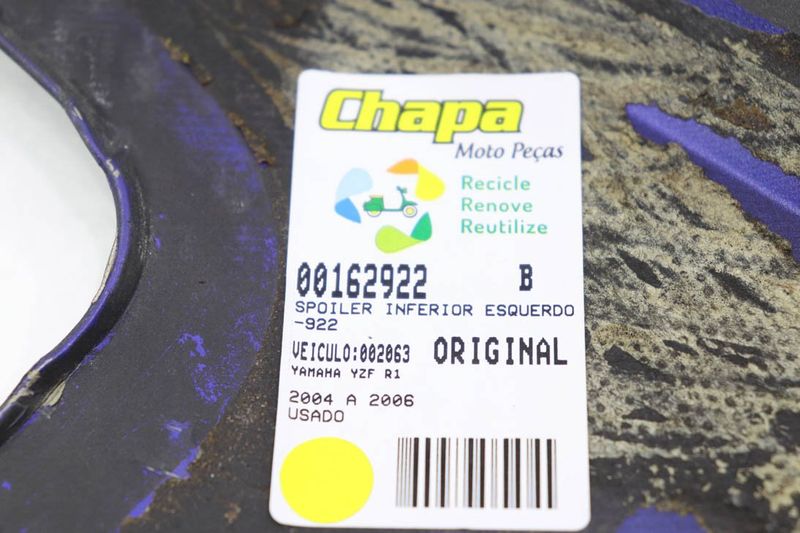 Chapa
Moto Peças
Recicle
Renove
Reutilize
00162922 B
SPOILER INFERIOR ESQUERDO
-922
VEICULO:002063 ORIGINAL
YAMAHA YZF R1
2004 A 2006
USADO